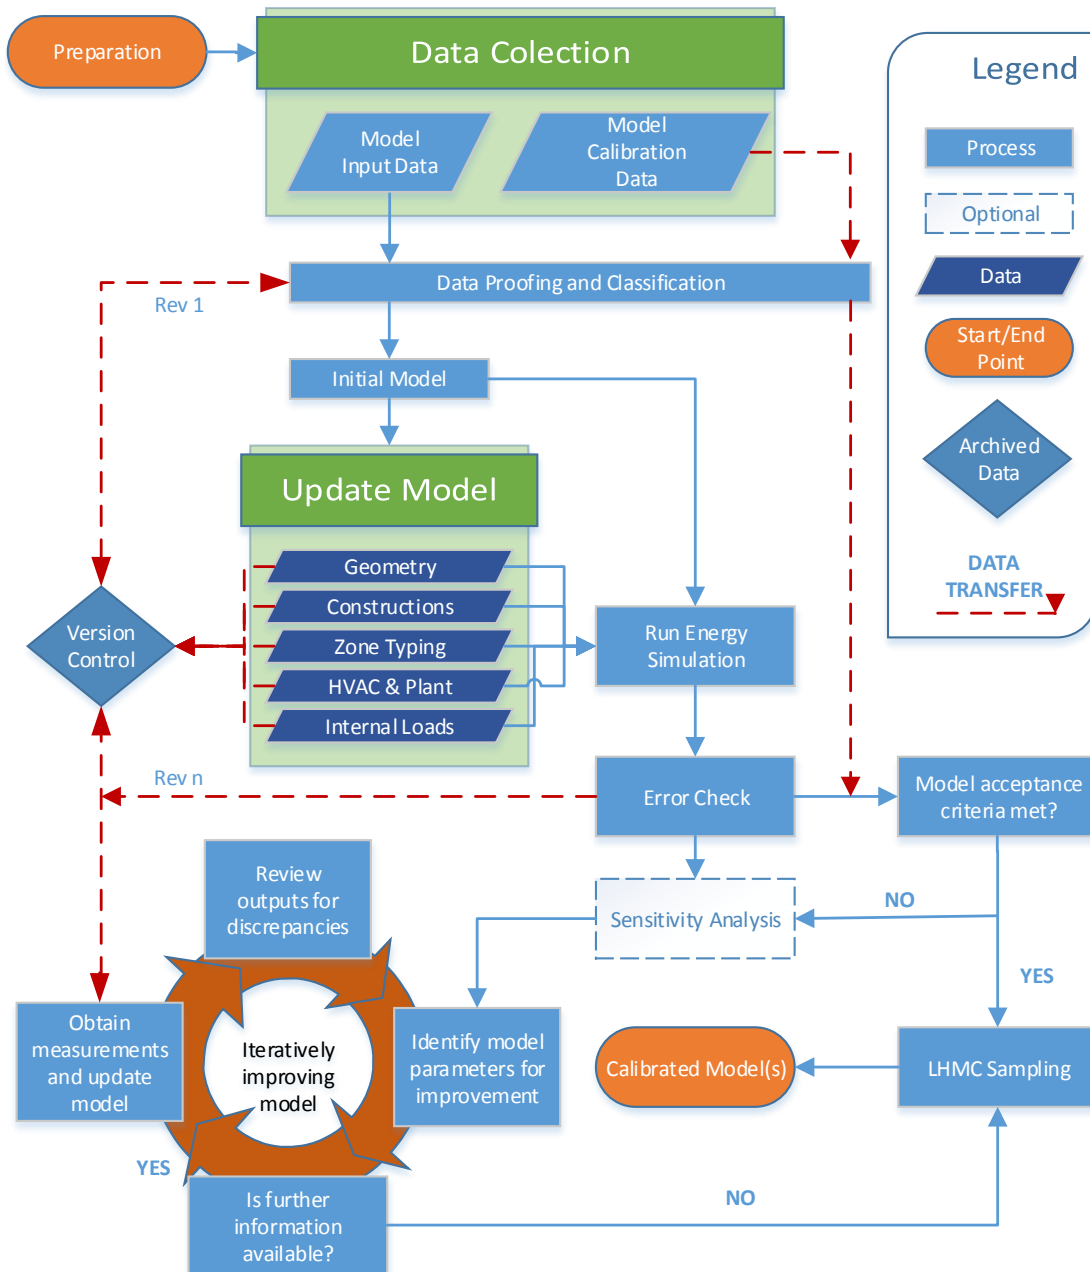 Preparation
Data Colection
Model
Input Data
Model
Calibration
Data
Legend
Process
Optional
Data
Start/End
Point
Archived
Data
DATA
TRANSFER
Data Proofing and Classification
Rev 1
Initial Model
Update Model
Geometry
Constructions
Zone Typing
HVAC & Plant
Internal Loads
Version
Control
Run Energy
Simulation
Rev n
Error Check
Model acceptance
criteria met?
Review
outputs for
discrepancies
Sensitivity Analysis
NO
YES
Obtain
measurements
and update
model
Iteratively
improving
model
Identify model
parameters for
improvement
Calibrated Model(s)
LHMC Sampling
YES
Is further
information
available?
NO